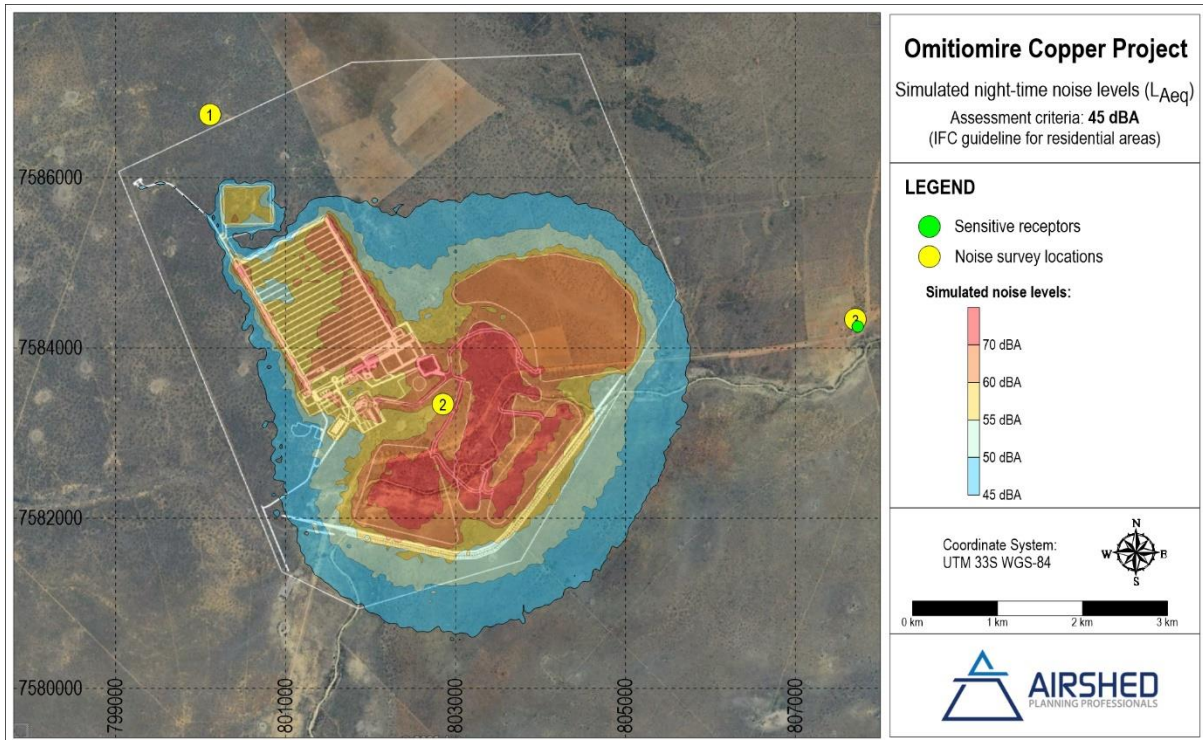 1
7586000
3
7584000
2
7582000
7580000
799000
801000
803000
805000
807000
Omitiomire Copper Project
Simulated night-time noise levels (LAeq)
Assessment criteria: 45 dBA
(IFC guideline for residential areas)
LEGEND
Sensitive receptors
Noise survey locations
Simulated noise levels:
70 dBA
60 dBA
55 dBA
50 dBA
45 dBA
Coordinate System:
UTM 33S WGS-84
N
W E
S
0 km 1 km 2 km 3 km
AIRSHED
PLANNING PROFESSIONALS